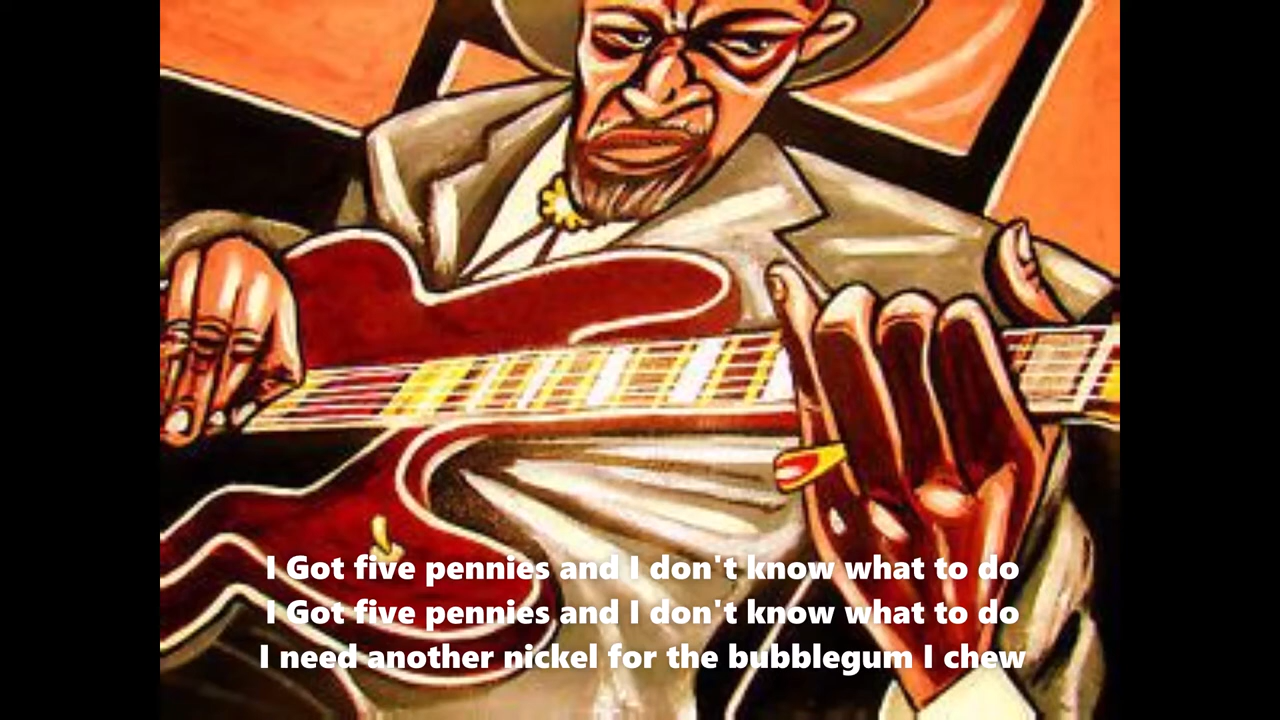 I Got five pennies and I don't know what to do
I Got five pennies and I don't know what to do
I need another nickel for the bubblegum I chew